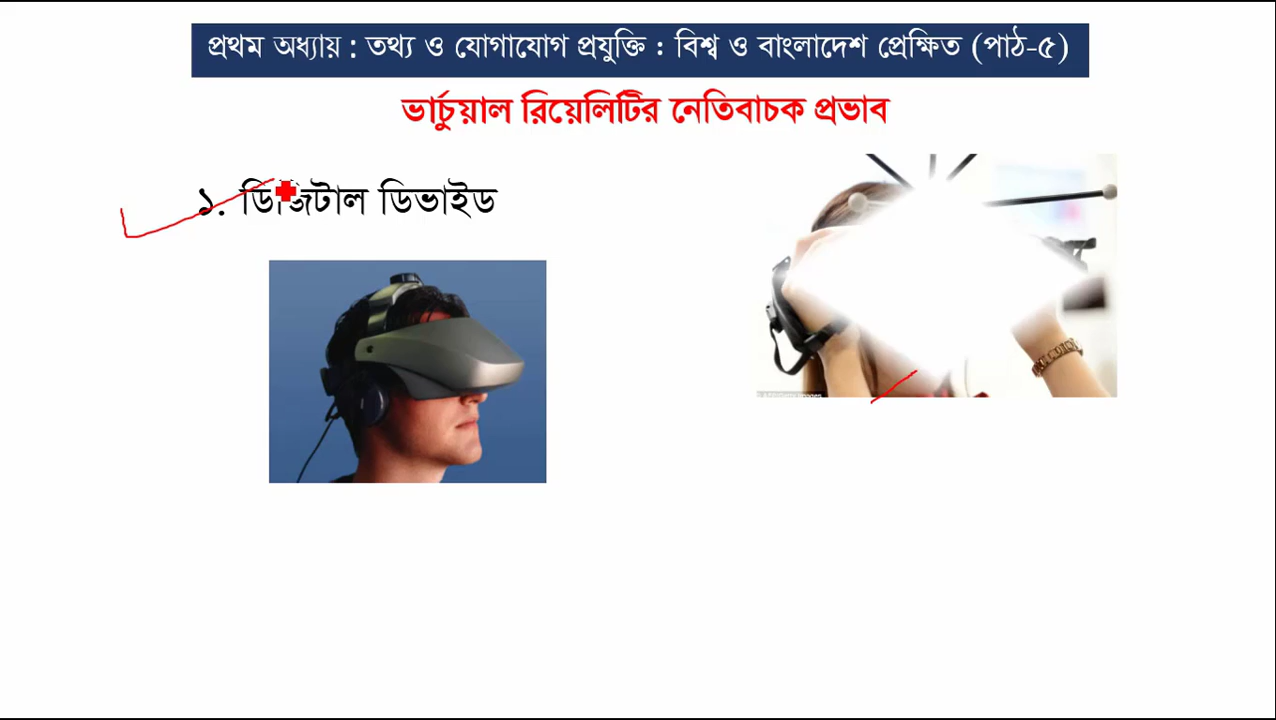 প্রথম অধ্যায় : তথ্য ও যোগাযোগ প্রযুক্তি : বিশ্ব ও বাংলাদেশ প্রেক্ষিত (পাঠ-৫)
ভার্চুয়াল রিয়েলিটির নেতিবাচক প্রভাব
১. ডিজিটাল ডিভাইড